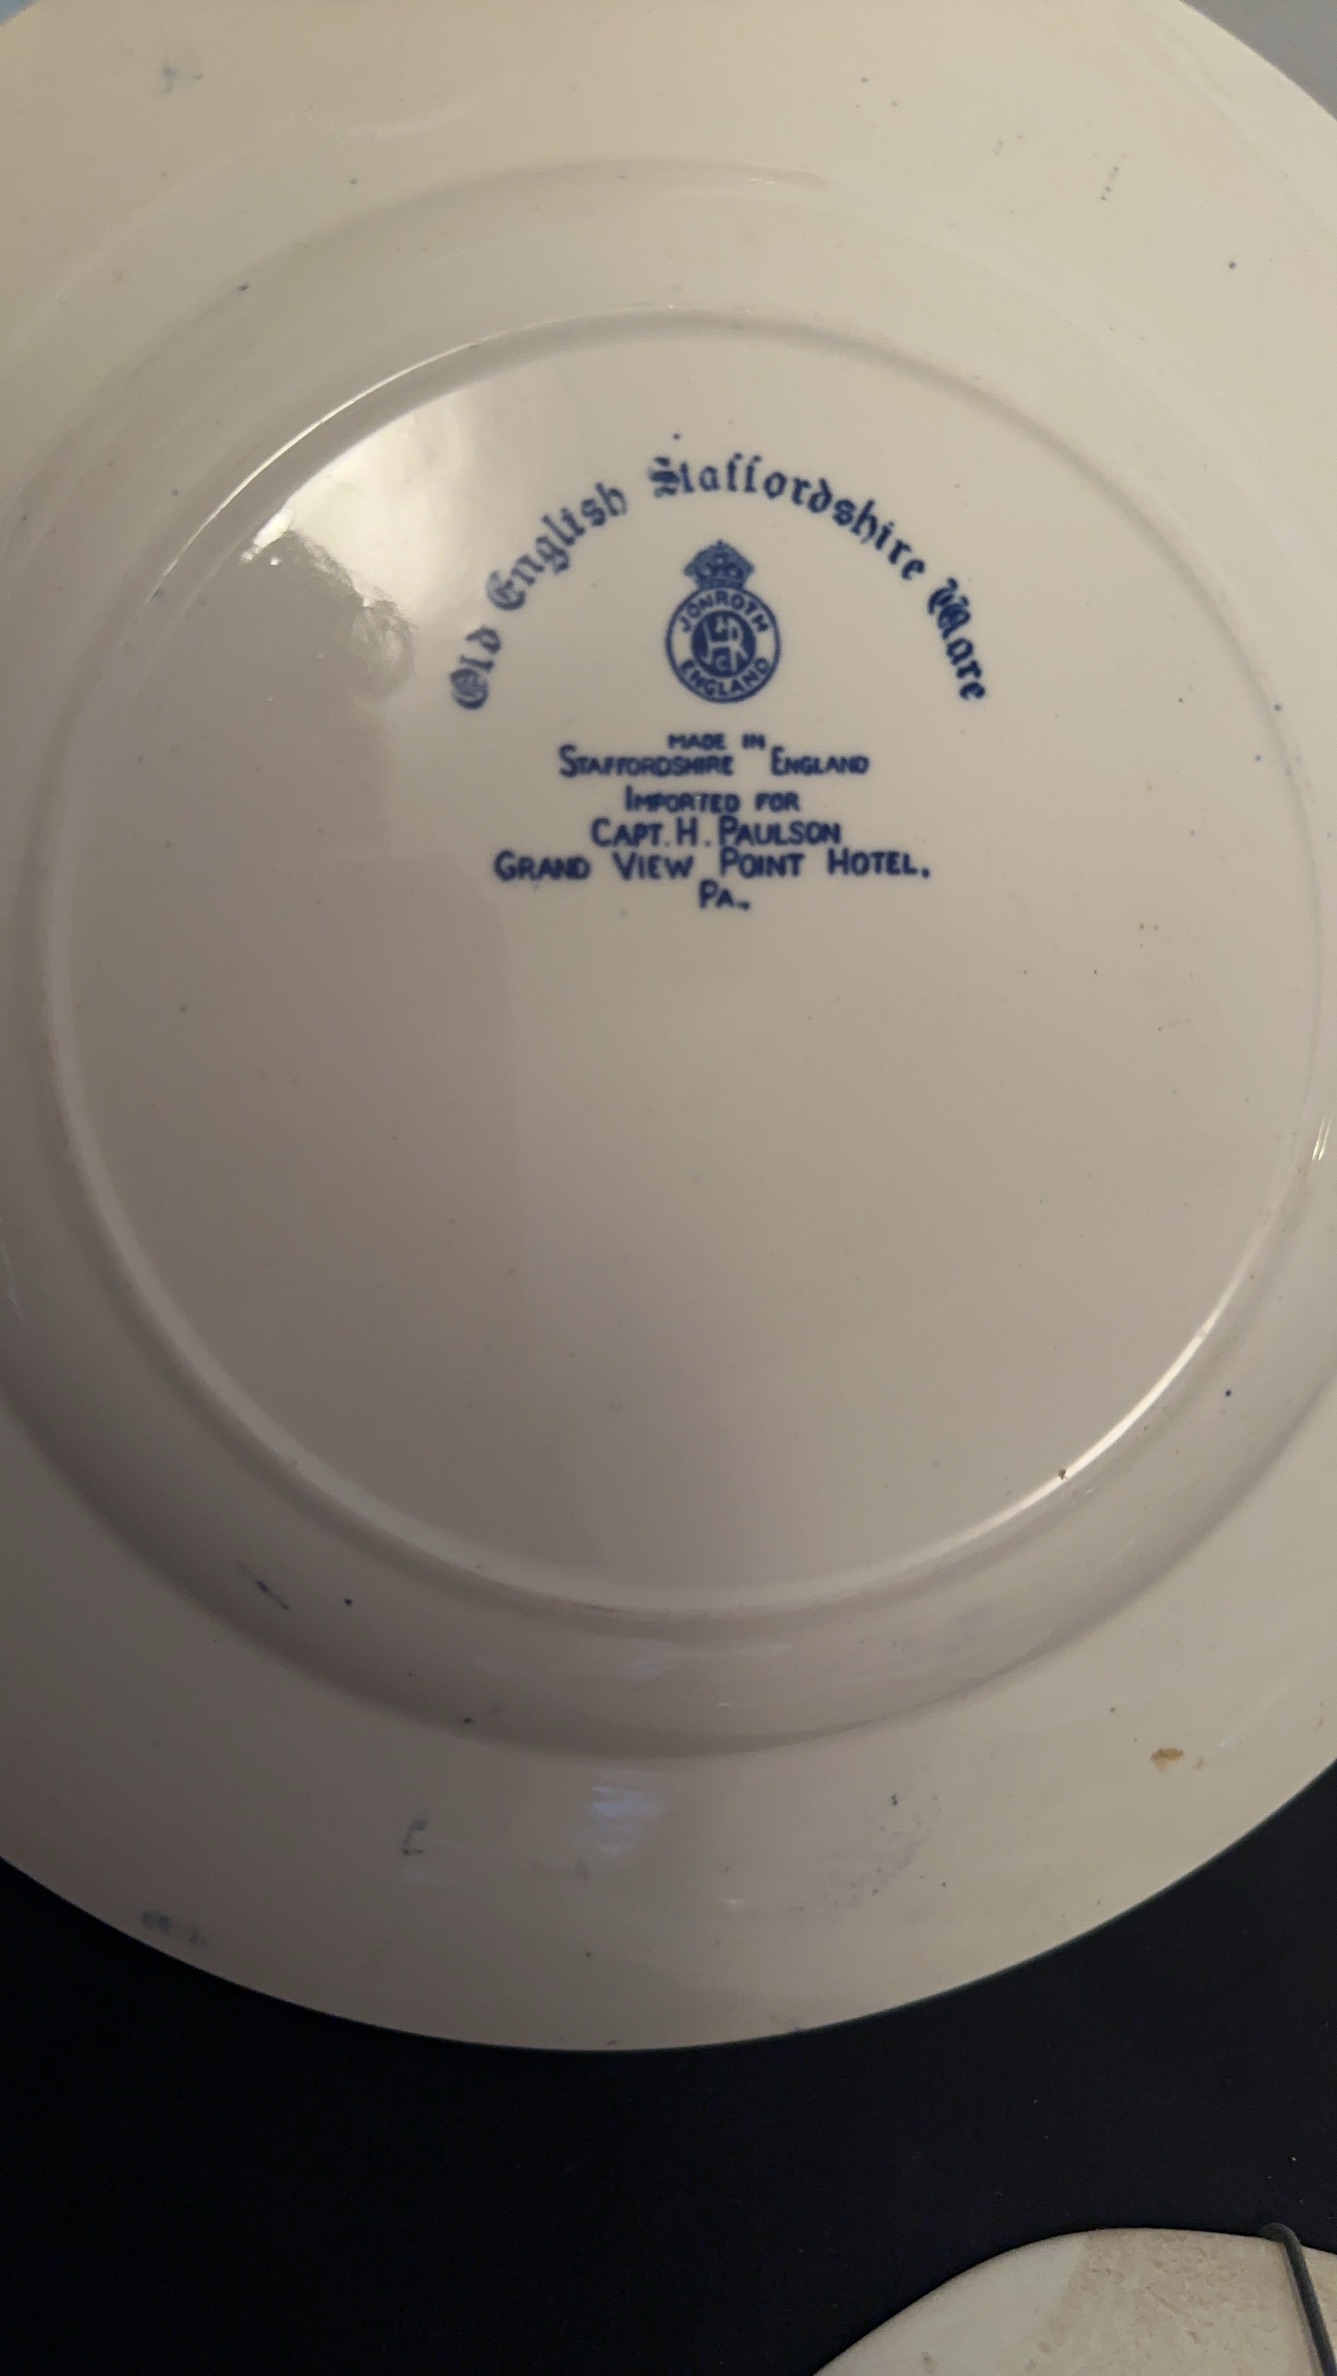 Old English Staffordshire Ware
JONROTH
ENGLAND
MADE IN
STAFFORDSHIRE ENGLAND
IMPORTED FOR
CAPT. H. PAULSON
GRAND VIEW POINT HOTEL.
PA.